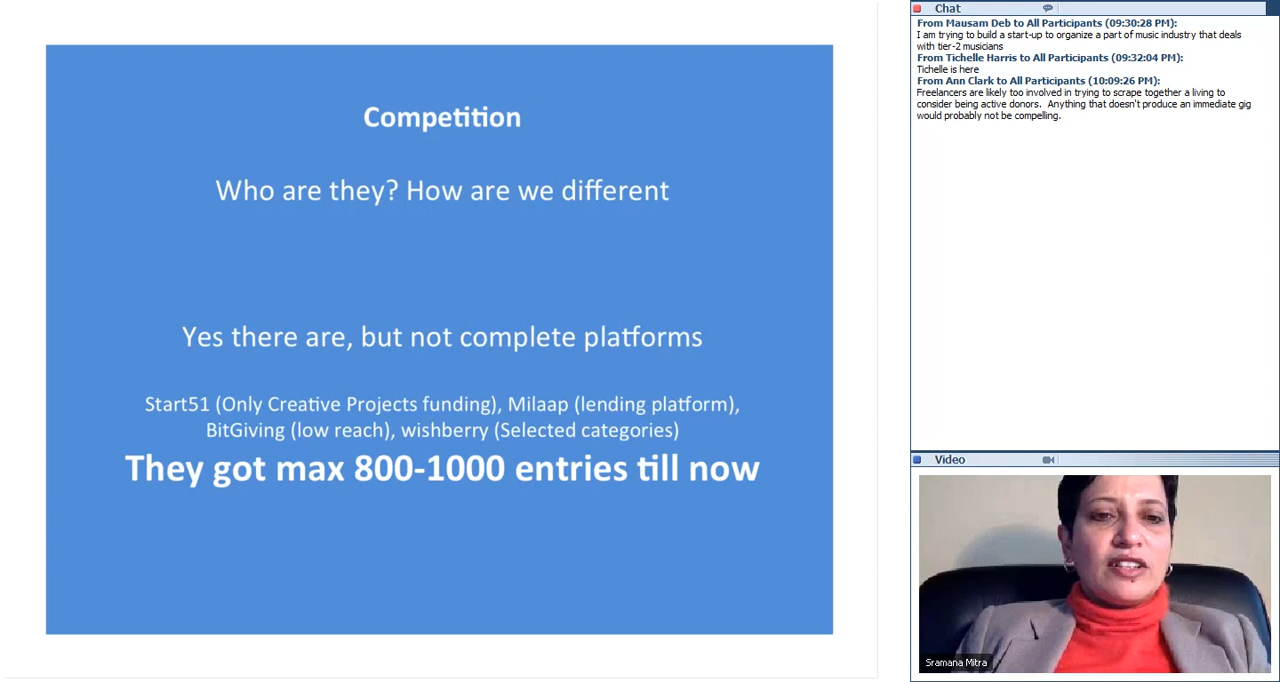 Competition
Who are they? How are we different
Yes there are, but not complete platforms
Start51 (Only Creative Projects funding), Milaap (lending platform),
BitGiving (low reach), wishberry (Selected categories)
They got max 800-1000 entries till now
Chat
From Mausam Deb to All Participants (09:30:28 PM):
I am trying to build a start-up to organize a part of music industry that deals
with tier-2 musicians
From Tichelle Harris to All Participants (09:32:04 PM):
Tichelle is here
From Ann Clark to All Participants (10:09:26 PM):
Freelancers are likely too involved in trying to scrape together a living to
consider being active donors.  Anything that doesn't produce an immediate gig
would probably not be compelling.
Video
Sramana Mitra